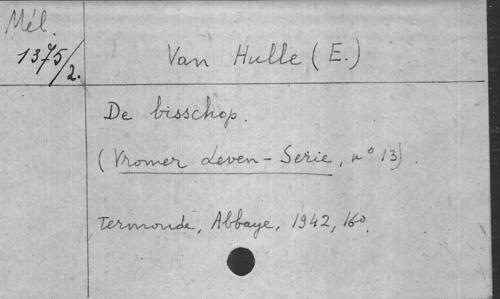 Mél.
1375/2.
Van Hulle (E.)
De bisschop.
(Vromer Leven - Serie, n° 13).
Termonde, Abbaye, 1942, 16°.